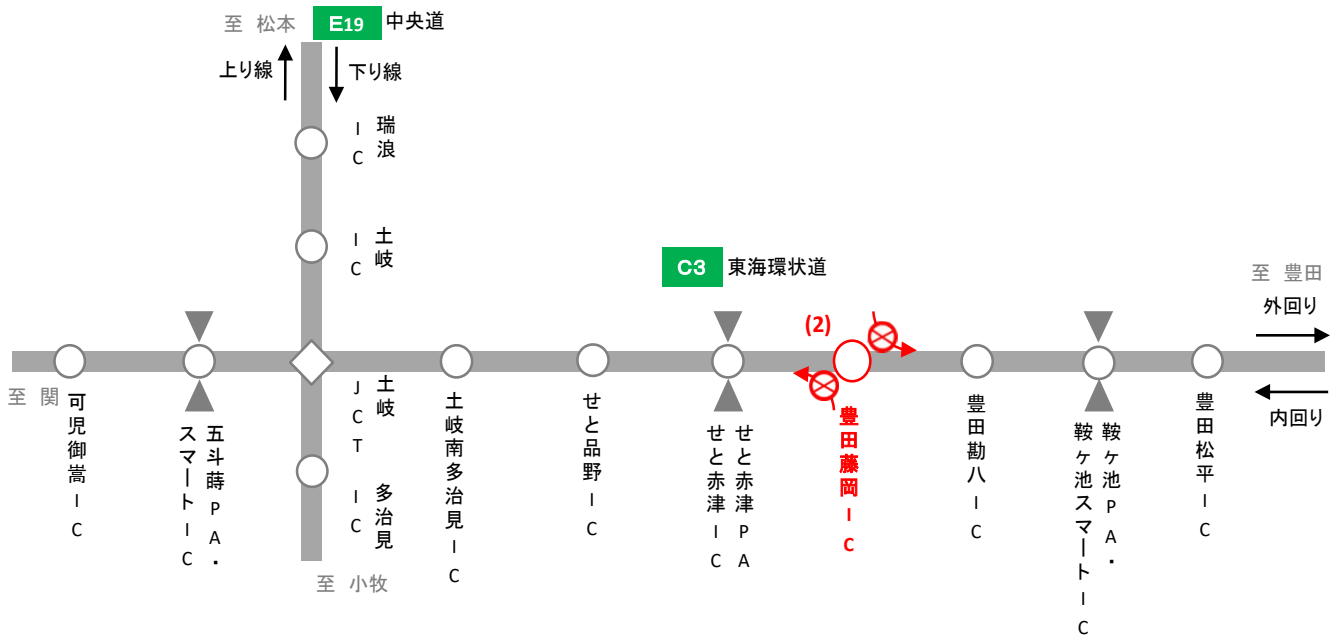 至 松本
E19
中央道
上り線
下り線
瑞浪IC
土岐IC
C3
東海環状道
至 豊田
外回り
(2)
至 関
内回り
可児御嵩IC
五斗蒔PA・
スマートIC
土岐JCT
多治見IC
土岐南多治見IC
せと品野IC
せと赤津PA
せと赤津IC
豊田藤岡IC
豊田勘八IC
鞍ヶ池PA・
鞍ヶ池スマートIC
豊田松平IC
至 小牧